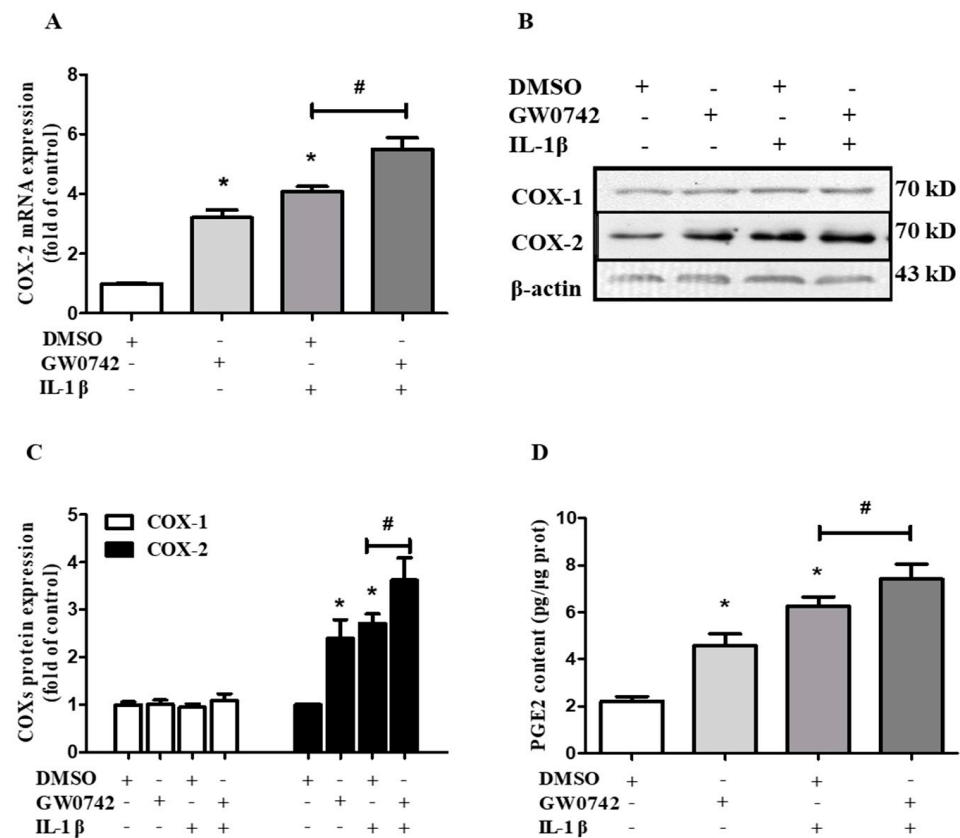 A
COX-2 mRNA expression
(fold of control)
8
6
4
2
0
#
* *
DMSO + - + -
GW0742 - + - +
IL-1 β - - + +
B
DMSO + - + -
GW0742 - + - +
IL-1β - - + +
COX-1 70 kD
COX-2 70 kD
β-actin 43 kD
C
COXs protein expression
(fold of control)
5
4
3
2
1
0
COX-1
COX-2
#
* *
DMSO + - + - + - + -
GW0742 - + - + - + - +
IL-1 β - - + + - - + +
D
PGE2 content (pg/µg prot)
10
8
6
4
2
0
#
* *
DMSO + - + -
GW0742 - + - +
IL-1 β - - + +